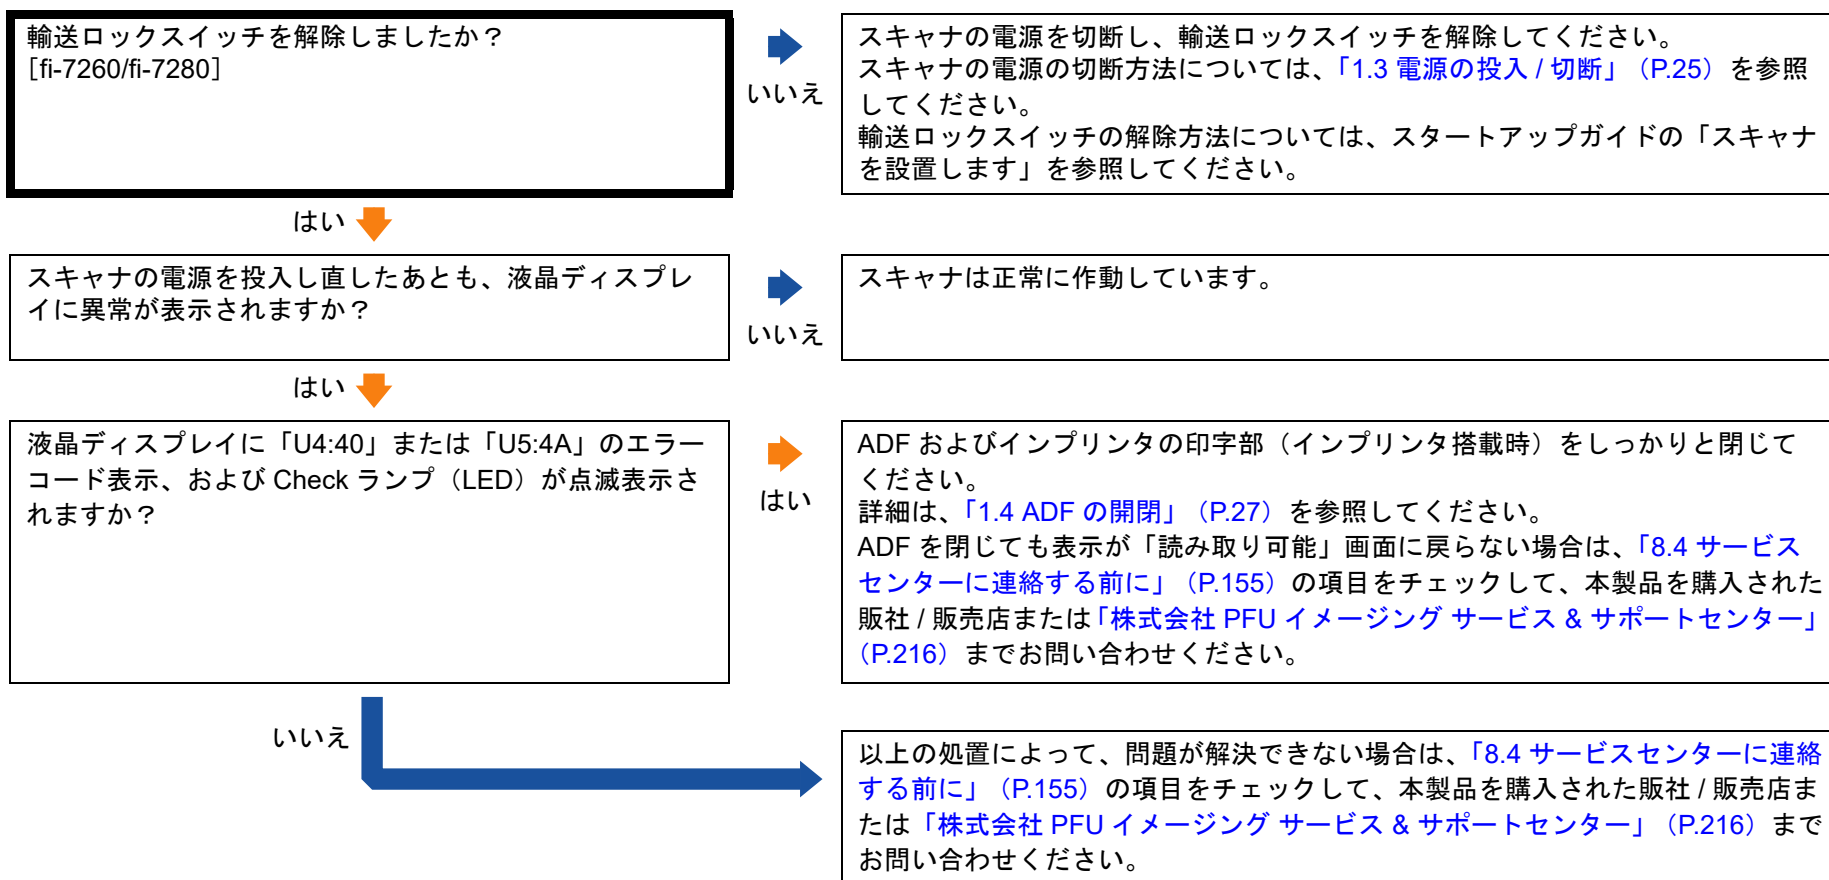 輸送ロックスイッチを解除しましたか？
［fi-7260/fi-7280］
いいえ
スキャナの電源を切断し、輸送ロックスイッチを解除してください。
スキャナの電源の切断方法については、「1.3 電源の投入 / 切断」（P.25）を参照
してください。
輸送ロックスイッチの解除方法については、スタートアップガイドの「スキャナ
を設置します」を参照してください。
はい
スキャナの電源を投入し直したあとも、液晶ディスプレ
イに異常が表示されますか？
いいえ
スキャナは正常に作動しています。
はい
液晶ディスプレイに「U4:40」または「U5:4A」のエラー
コード表示、および Check ランプ（LED）が点滅表示さ
れますか？
はい
ADF およびインプリンタの印字部（インプリンタ搭載時）をしっかりと閉じて
ください。
詳細は、「1.4 ADF の開閉」（P.27）を参照してください。
ADF を閉じても表示が「読み取り可能」画面に戻らない場合は、「8.4 サービス
センターに連絡する前に」（P.155）の項目をチェックして、本製品を購入された
販社 / 販売店または「株式会社 PFU イメージング サービス & サポートセンター」
（P.216）までお問い合わせください。
いいえ
以上の処置によって、問題が解決できない場合は、「8.4 サービスセンターに連絡
する前に」（P.155）の項目をチェックして、本製品を購入された販社 / 販売店ま
たは「株式会社 PFU イメージング サービス & サポートセンター」（P.216）まで
お問い合わせください。